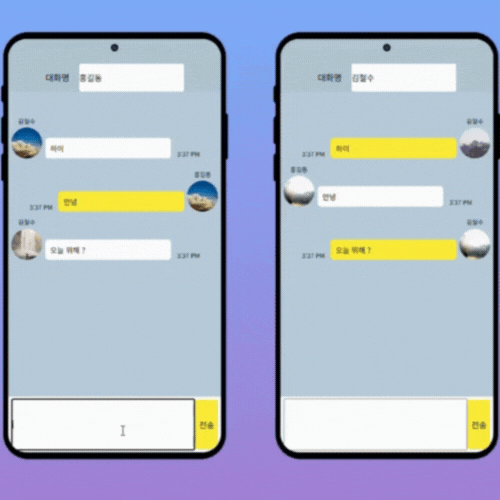 대화명 홍길동
김철수
하이
3:37 PM
홍길동
3:37 PM
안녕
김철수
오늘 뭐해 ?
3:37 PM
전송
대화명 김철수
김철수
3:37 PM
하이
홍길동
안녕
3:37 PM
김철수
3:37 PM
오늘 뭐해 ?
전송